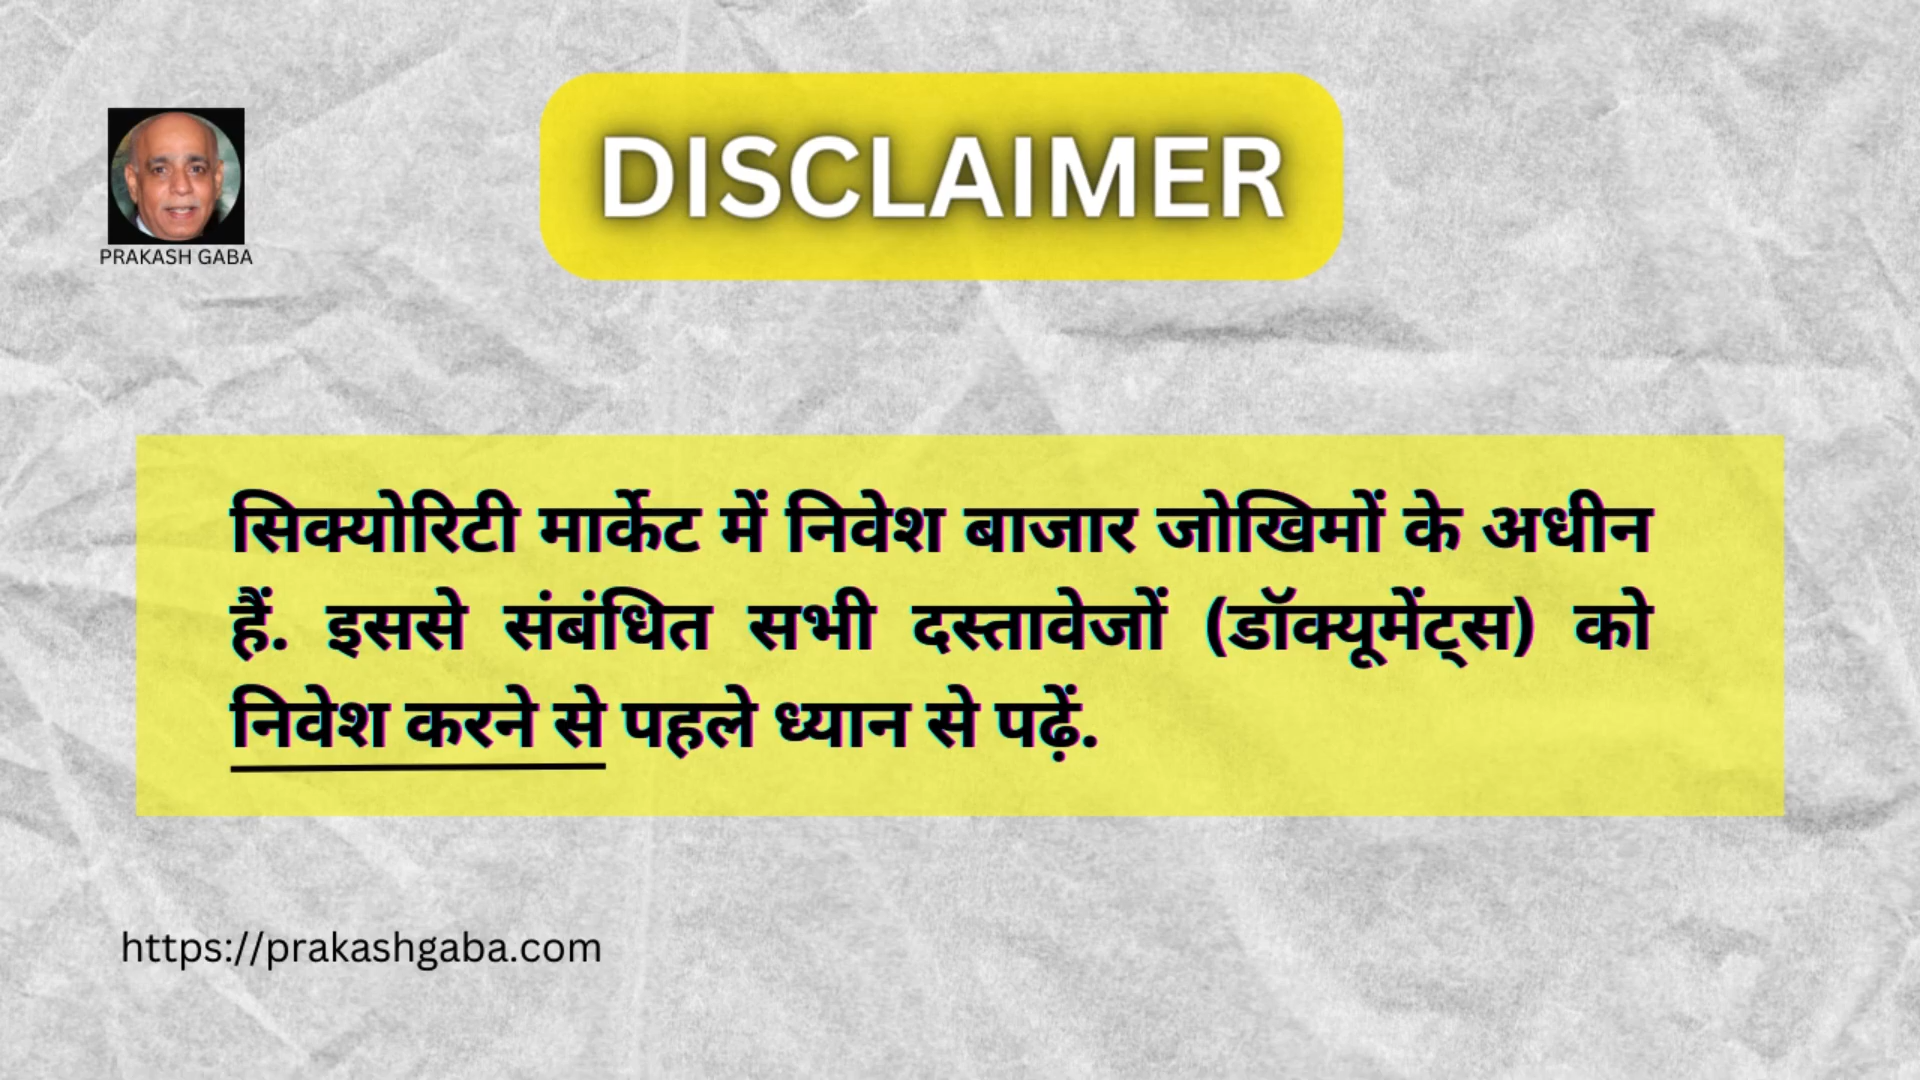 DISCLAIMER
PRAKASH GABA
सिक्योरिटी मार्केट में निवेश बाजार जोखिमों के अधीन
हैं. इससे संबंधित सभी दस्तावेजों (डॉक्यूमेंट्स) को
निवेश करने से पहले ध्यान से पढ़ें.
https://prakashgaba.com